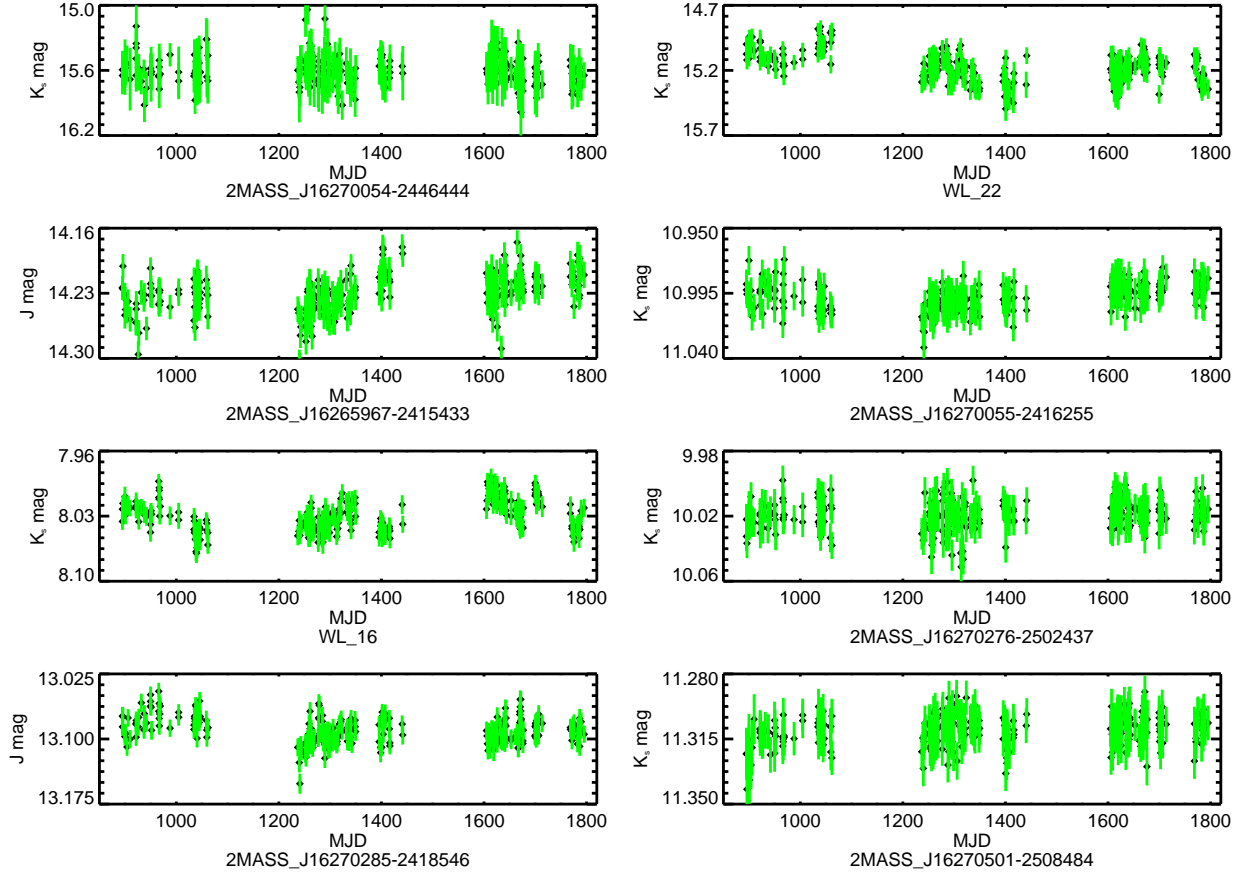 15.0
15.6
16.2
K_s mag
1000 1200 1400 1600 1800
MJD
2MASS_J16270054-2446444
14.7
15.2
15.7
K_s mag
1000 1200 1400 1600 1800
MJD
WL_22
14.16
14.23
14.30
J mag
1000 1200 1400 1600 1800
MJD
2MASS_J16265967-2415433
10.950
10.995
11.040
K_s mag
1000 1200 1400 1600 1800
MJD
2MASS_J16270055-2416255
7.96
8.03
8.10
K_s mag
1000 1200 1400 1600 1800
MJD
WL_16
9.98
10.02
10.06
K_s mag
1000 1200 1400 1600 1800
MJD
2MASS_J16270276-2502437
13.025
13.100
13.175
J mag
1000 1200 1400 1600 1800
MJD
2MASS_J16270285-2418546
11.280
11.315
11.350
K_s mag
1000 1200 1400 1600 1800
MJD
2MASS_J16270501-2508484